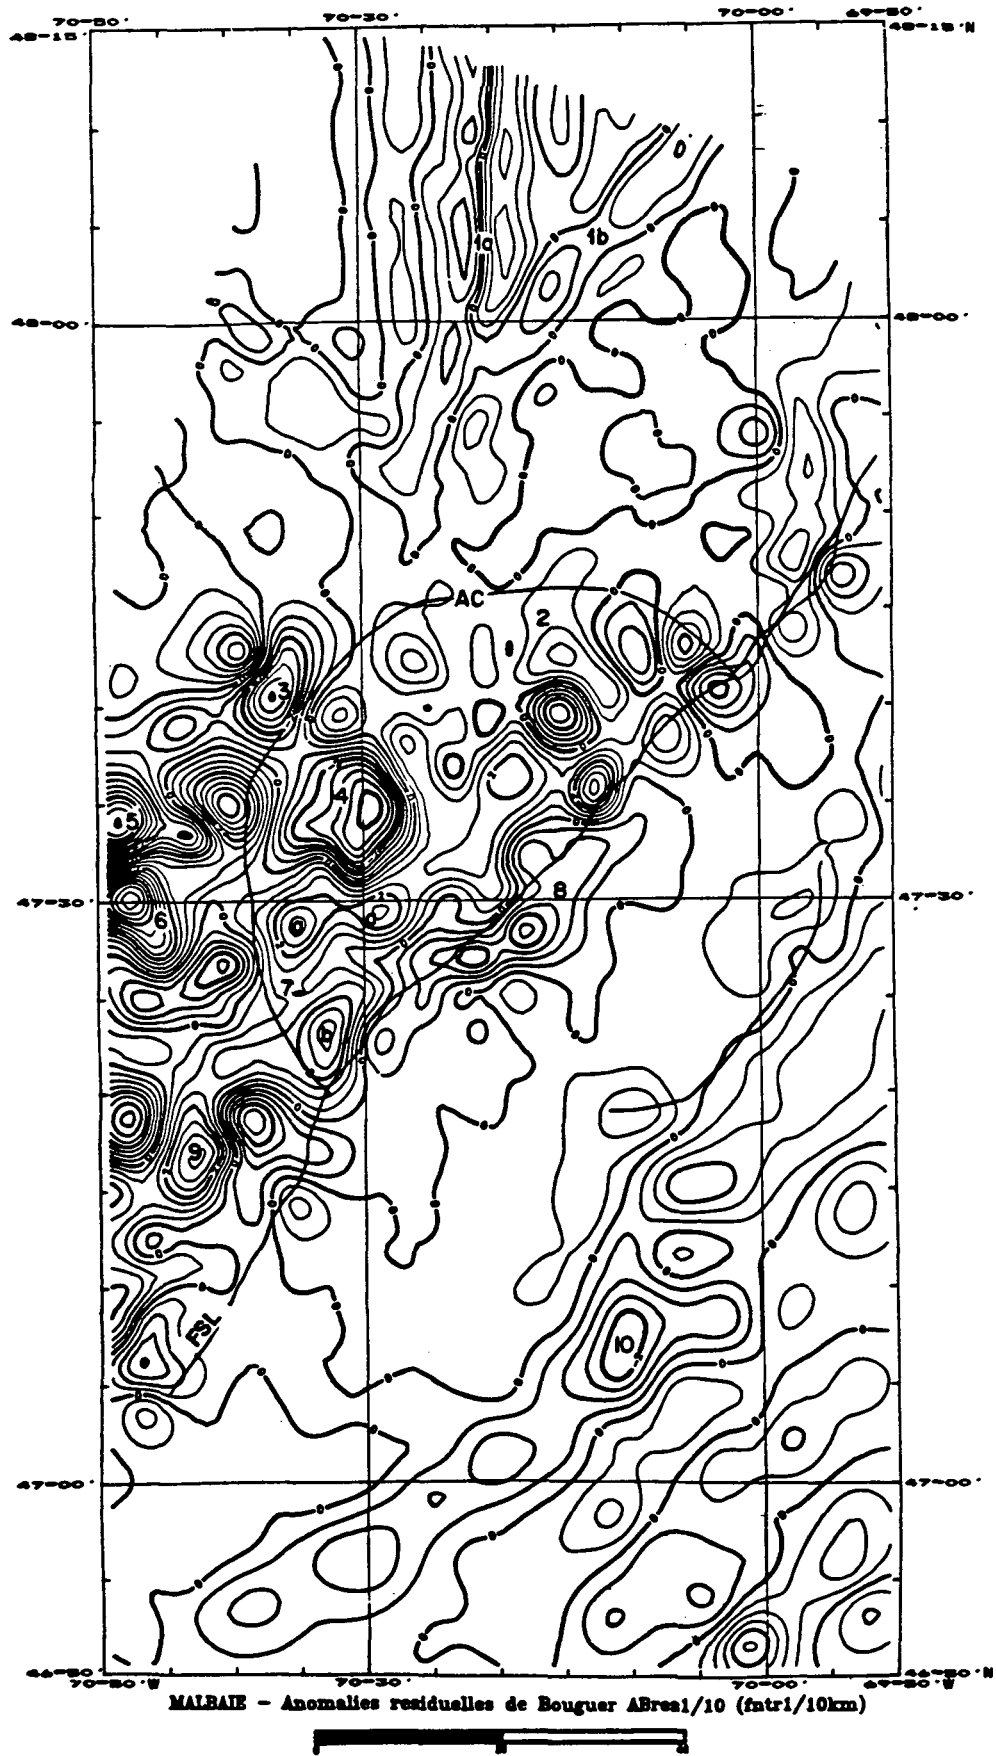 70-50' 70-30' 70-00' 69-50'
48-15' 48-15'N
1a 1b
48-00' 48-00'
AC
2
3
4
5
47-30' 47-30'
8
6
7
9
10
FSL
47-00' 47-00'
46-50' 46-50'N
70-50'W 70-30' 70-00' 69-50'W
MALBAIE - Anomalies residuelles de Bouguer ABres1/10 (fntr1/10km)